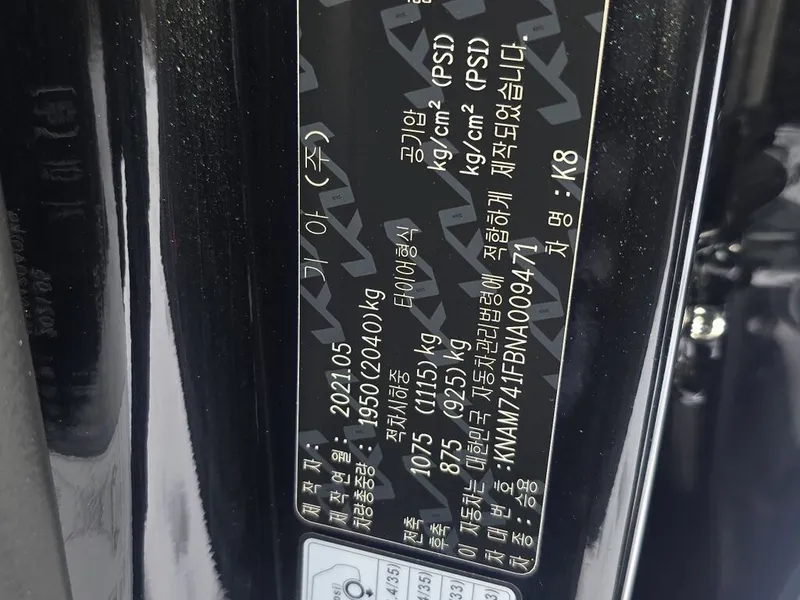 제 작 자 : 기 아 (주)
제 작 연 월 : 2021.05
차량총중량 : 1950(2040)kg
적차시하중 타이어형식 공기압
전축 1075 (1115)kg kg/cm² (PSI)
후축 875 (925)kg kg/cm² (PSI)
이 자동차는 대한민국 자동차관리법령에 적합하게 제작되었습니다.
차 대 번 호 :KNAM741FBNA009471
차 종 : 승용 차 명 : K8